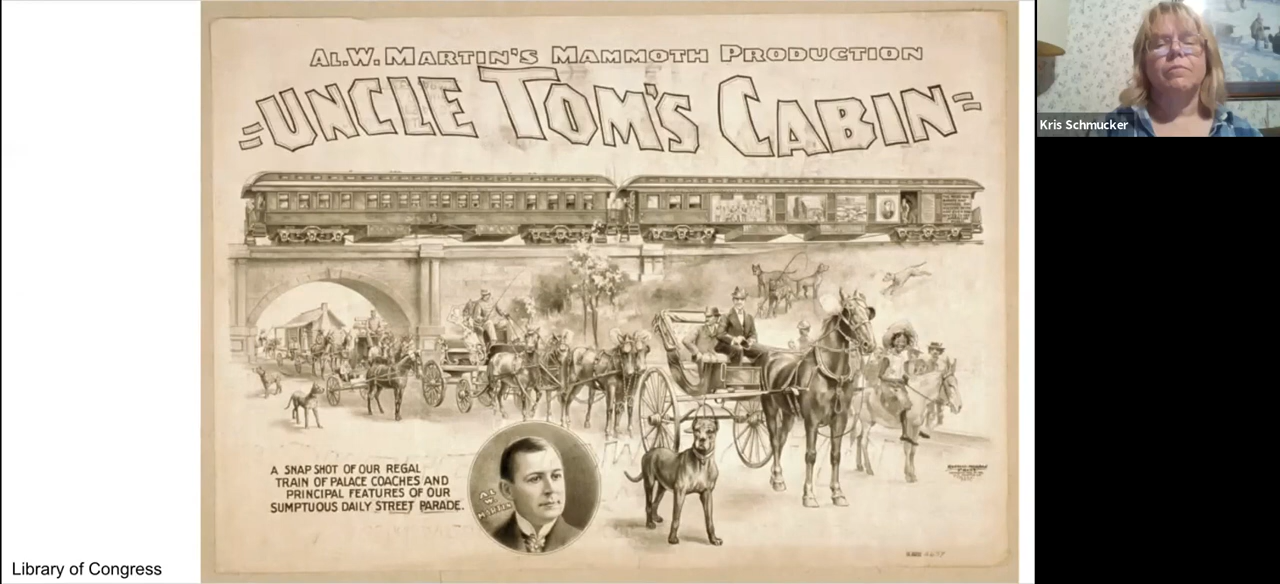 AL.W. MARTIN'S MAMMOTH PRODUCTION
=UNCLE TOM'S CABIN=
A SNAP SHOT OF OUR REGAL
TRAIN OF PALACE COACHES AND
PRINCIPAL FEATURES OF OUR
SUMPTUOUS DAILY STREET PARADE.
AL
W.
MARTIN
Library of Congress
Kris Schmucker